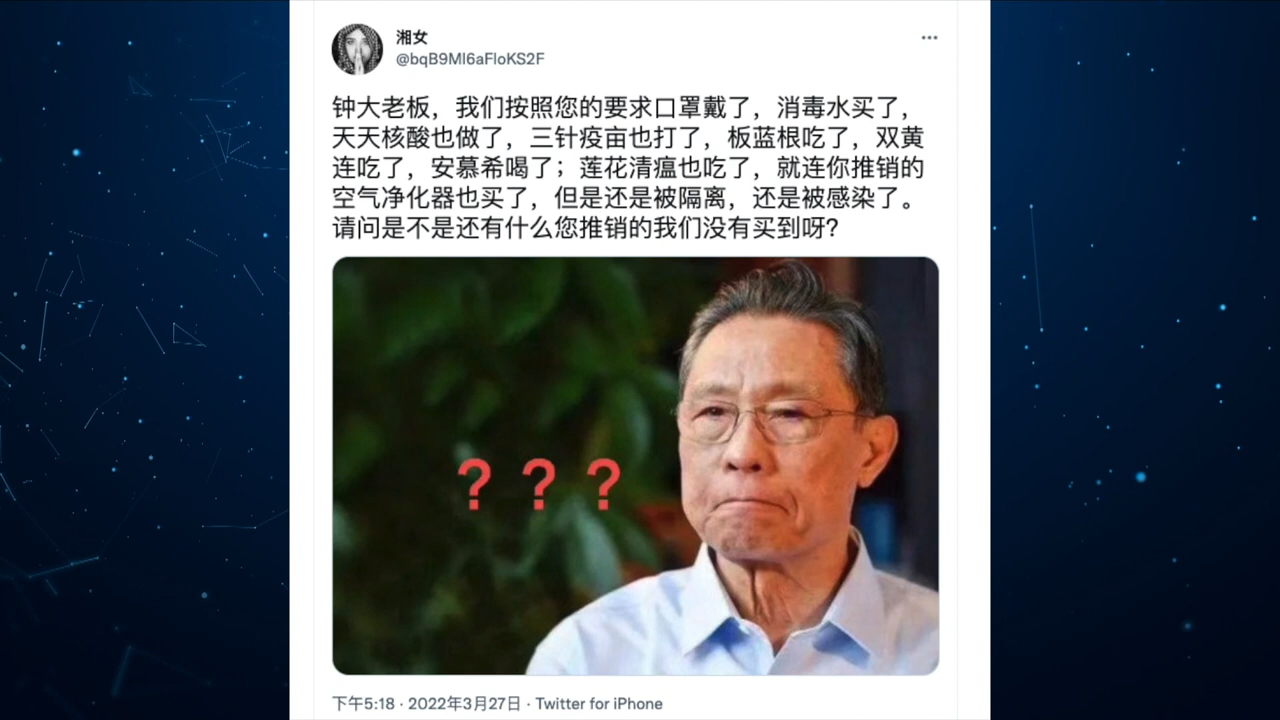 湘女
@bqB9Ml6aFloKS2F
钟大老板，我们按照您的要求口罩戴了，消毒水买了，
天天核酸也做了，三针疫苗也打了，板蓝根吃了，双黄
连吃了，安慕希喝了；莲花清瘟也吃了，就连你推销的
空气净化器也买了，但是还是被隔离，还是被感染了。
请问是不是还有什么您推销的我们没有买到呀?
? ? ?
下午5:18 · 2022年3月27日 · Twitter for iPhone